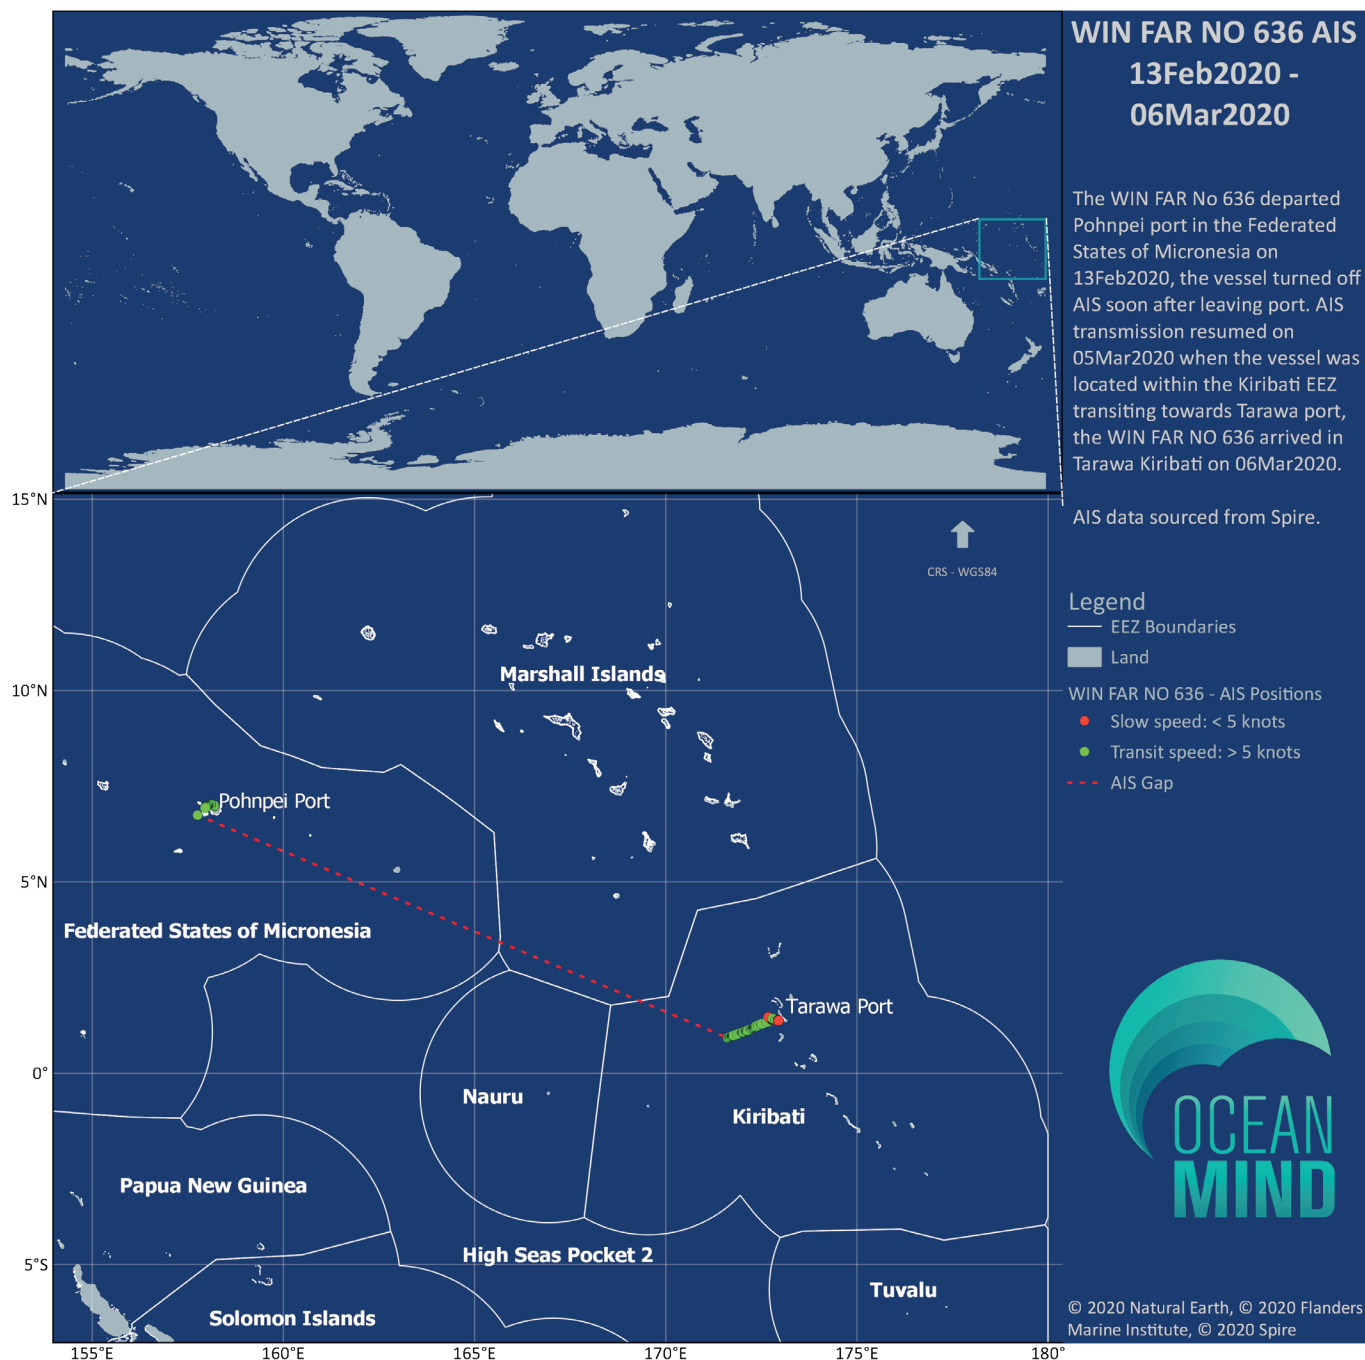 WIN FAR NO 636 AIS
13Feb2020 -
06Mar2020
The WIN FAR No 636 departed
Pohnpei port in the Federated
States of Micronesia on
13Feb2020, the vessel turned off
AIS soon after leaving port. AIS
transmission resumed on
05Mar2020 when the vessel was
located within the Kiribati EEZ
transiting towards Tarawa port,
the WIN FAR NO 636 arrived in
Tarawa Kiribati on 06Mar2020.
AIS data sourced from Spire.
Legend
EEZ Boundaries
Land
WIN FAR NO 636 - AIS Positions
Slow speed: < 5 knots
Transit speed: > 5 knots
AIS Gap
OCEAN
MIND
© 2020 Natural Earth, © 2020 Flanders
Marine Institute, © 2020 Spire
15°N
CRS - WGS84
Marshall Islands
10°N
Pohnpei Port
5°N
Federated States of Micronesia
Tarawa Port
0°
Nauru
Kiribati
Papua New Guinea
High Seas Pocket 2
5°S
Tuvalu
Solomon Islands
155°E
160°E
165°E
170°E
175°E
180°